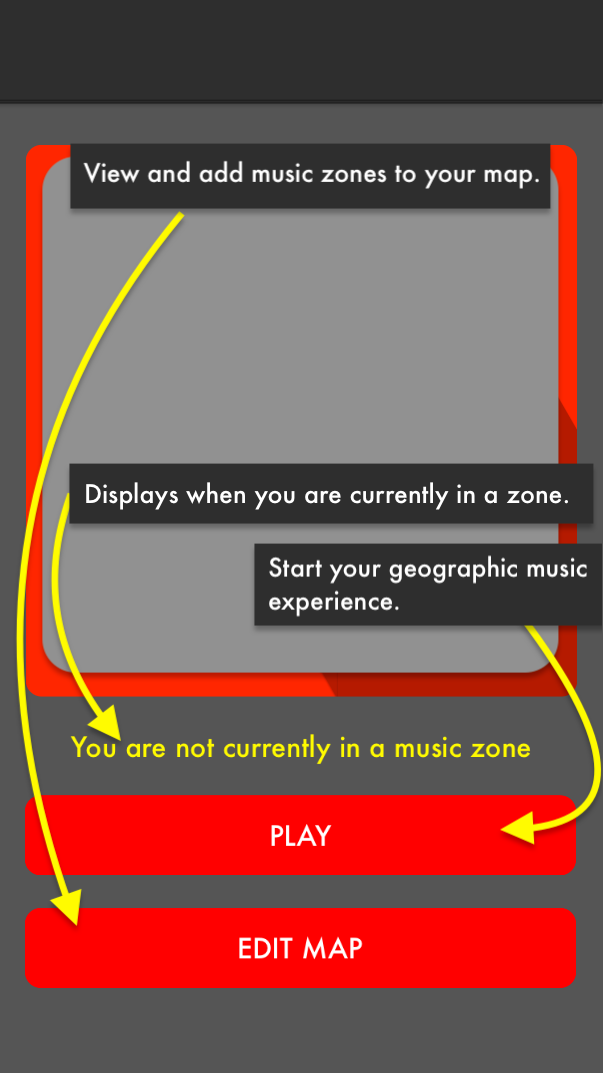 View and add music zones to your map.
Displays when you are currently in a zone.
Start your geographic music
experience.
You are not currently in a music zone
PLAY
EDIT MAP